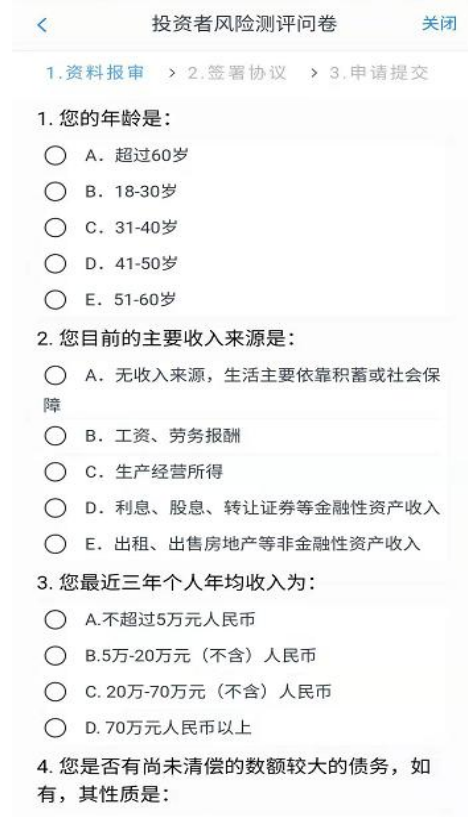 投资者风险测评问卷 关闭
1.资料报审 > 2.签署协议 > 3.申请提交
1. 您的年龄是：
A. 超过60岁
B. 18-30岁
C. 31-40岁
D. 41-50岁
E. 51-60岁
2. 您目前的主要收入来源是：
A. 无收入来源，生活主要依靠积蓄或社会保
障
B. 工资、劳务报酬
C. 生产经营所得
D. 利息、股息、转让证券等金融性资产收入
E. 出租、出售房地产等非金融性资产收入
3. 您最近三年个人年均收入为：
A.不超过5万元人民币
B.5万-20万元（不含）人民币
C. 20万-70万元（不含）人民币
D. 70万元人民币以上
4. 您是否有尚未清偿的数额较大的债务，如
有，其性质是：